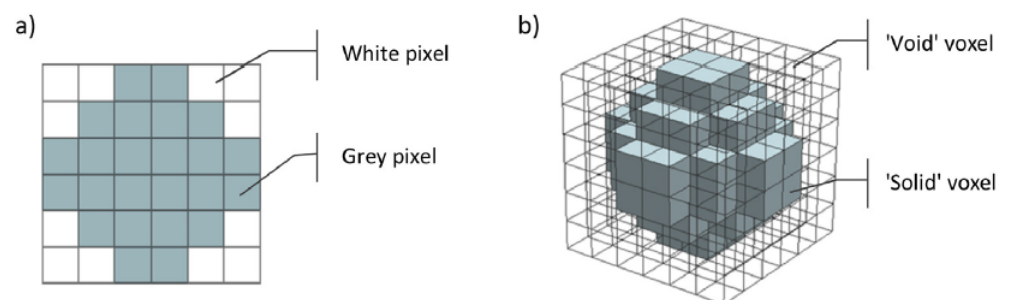 a)
White pixel
Grey pixel
b)
'Void' voxel
'Solid' voxel